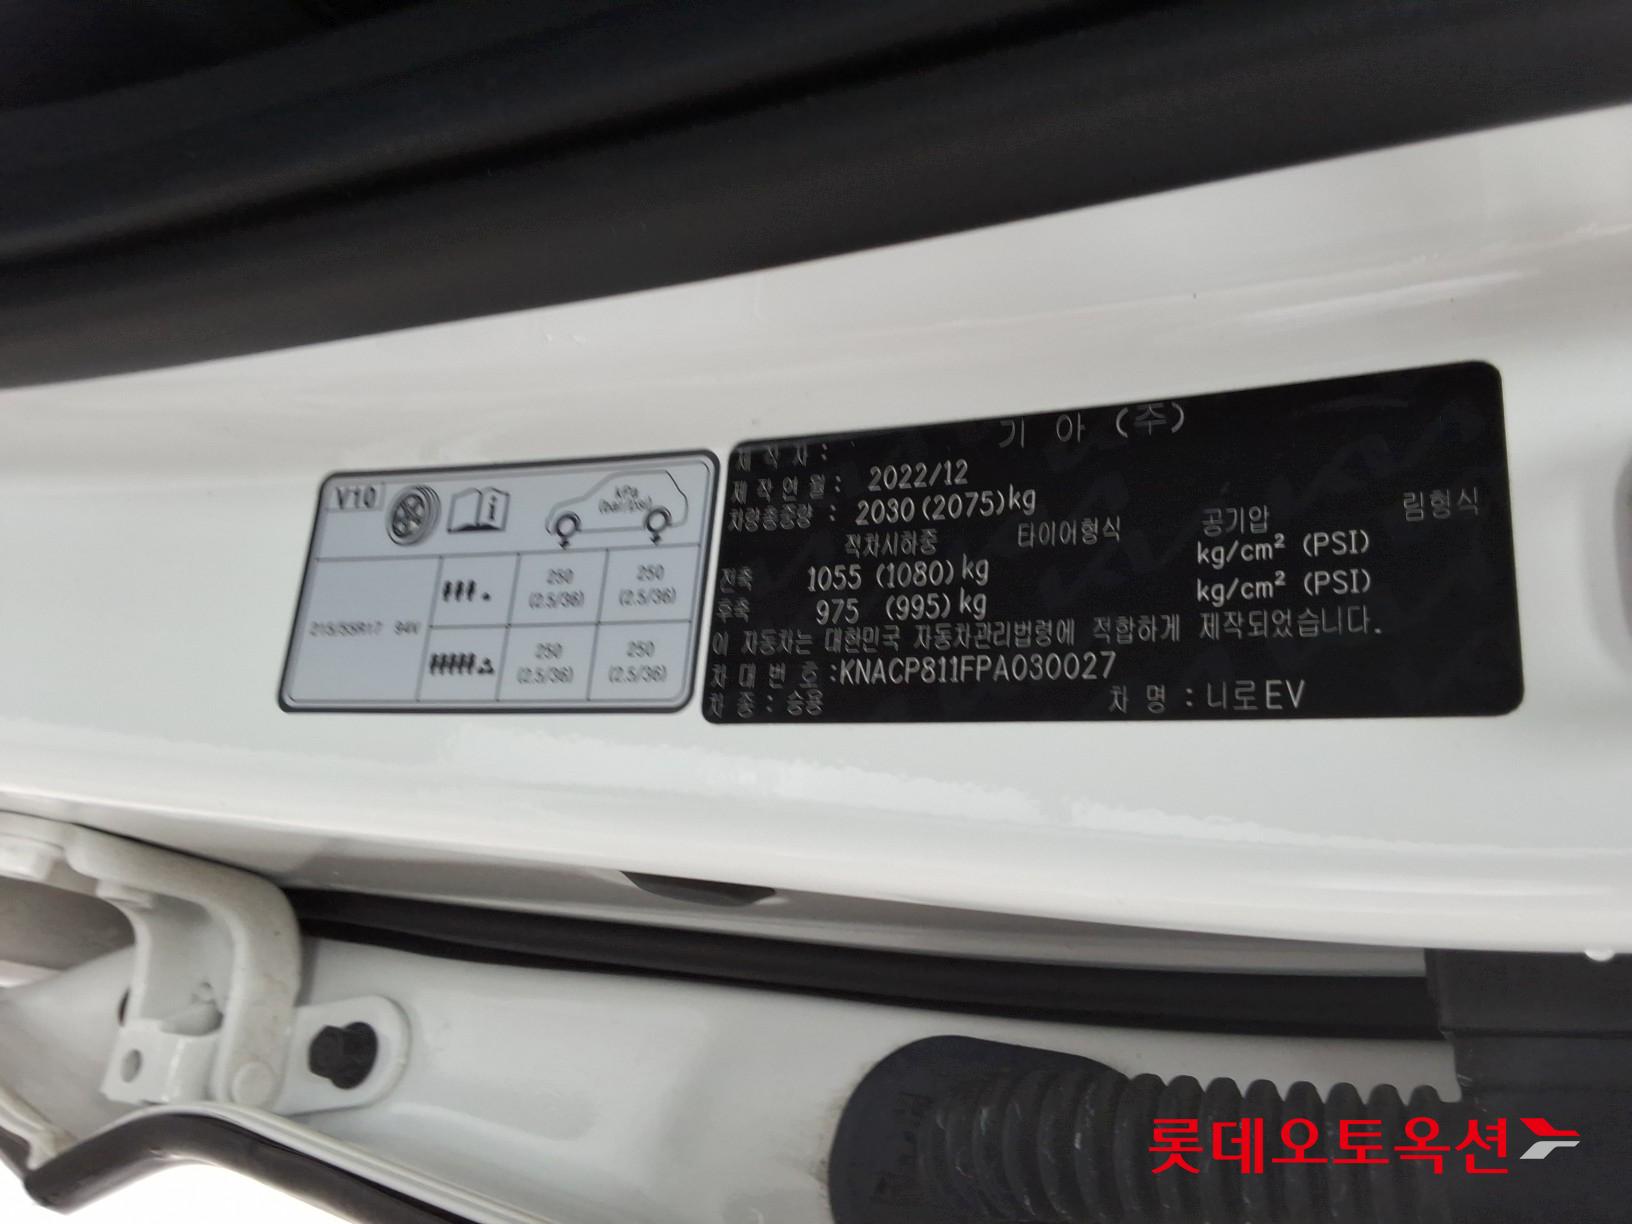 V10
kPa
(bar/psi)
215/55R17 94V
250
(2.5/36)
250
(2.5/36)
250
(2.5/36)
250
(2.5/36)
제 작 자 : 기 아 (주)
제 작 연 월 : 2022/12
차량총중량 : 2030 (2075) kg
적차시하중 타이어형식 공기압 림형식
전축 1055 (1080) kg kg/cm² (PSI)
후축 975 (995) kg kg/cm² (PSI)
이 자동차는 대한민국 자동차관리법령에 적합하게 제작되었습니다.
차 대 번 호 : KNACP811FPA030027
차 종 : 승용 차 명 : 니로EV
롯데오토옥션